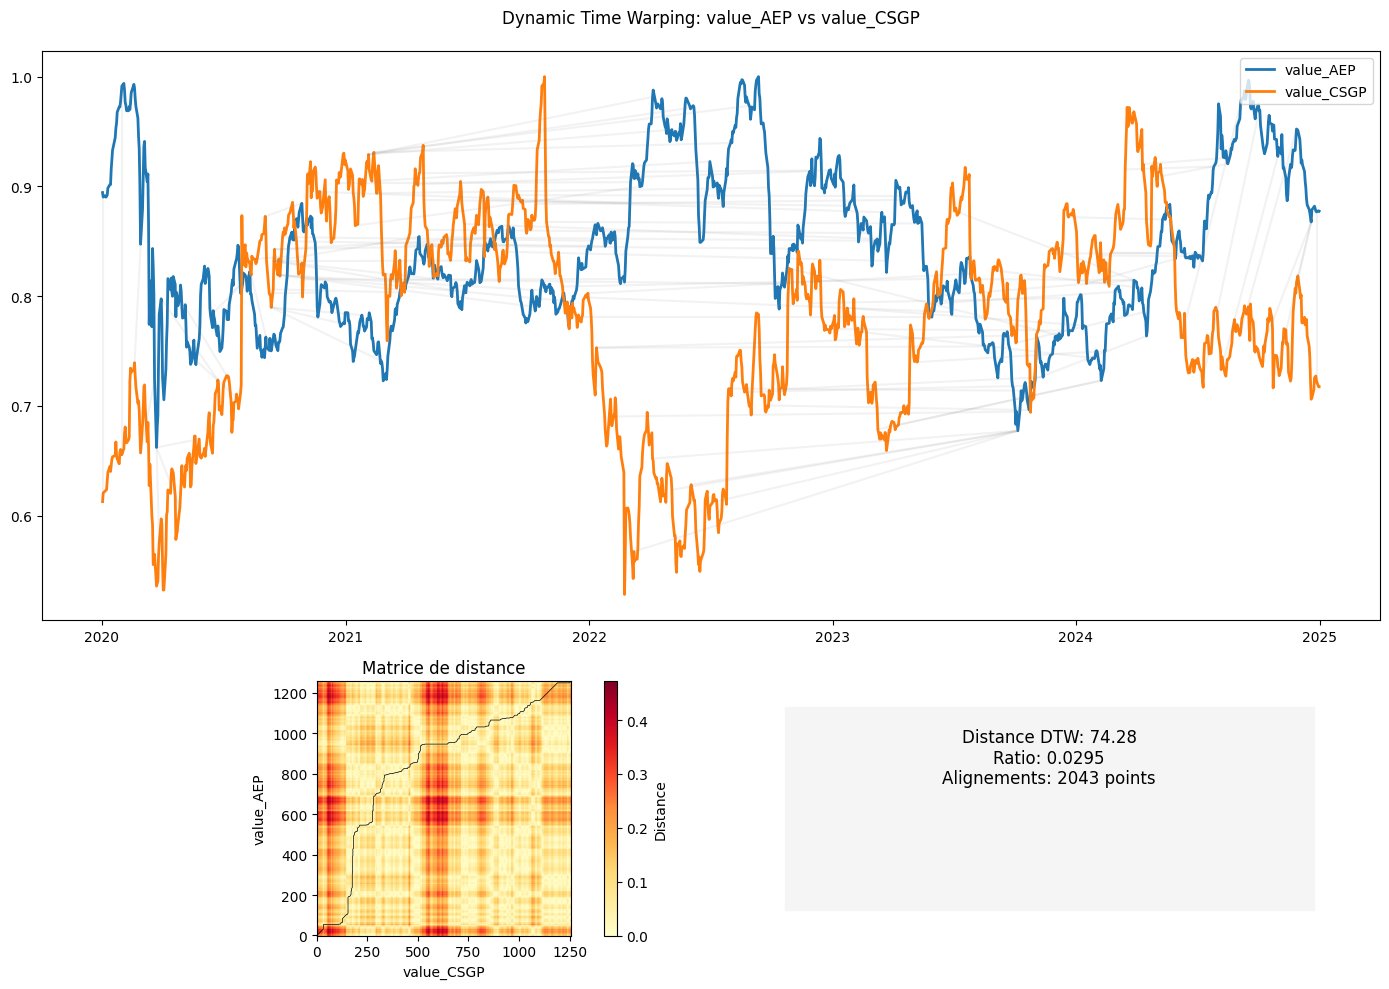 Dynamic Time Warping: value_AEP vs value_CSGP
value_AEP
value_CSGP
1.0
0.9
0.8
0.7
0.6
2020
2021
2022
2023
2024
2025
Matrice de distance
value_AEP
1200
1000
800
600
400
200
0
0
250
500
750
1000
1250
value_CSGP
0.4
0.3
0.2
0.1
0.0
Distance
Distance DTW: 74.28
Ratio: 0.0295
Alignements: 2043 points